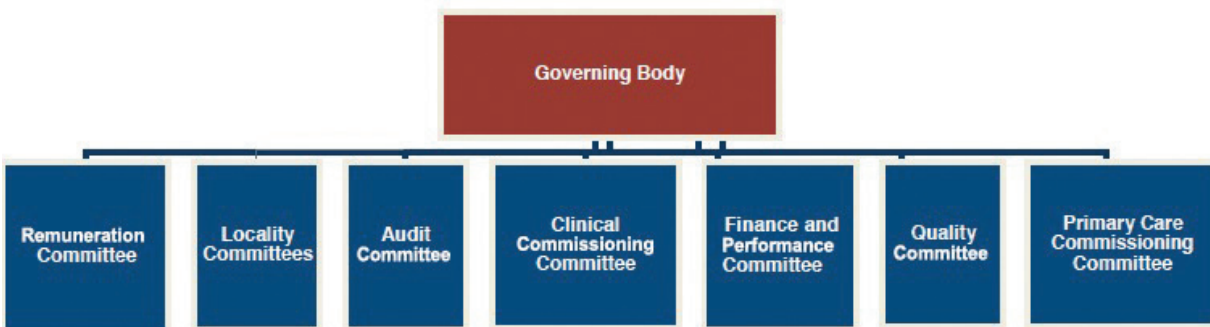 Governing Body
Remuneration
Committee
Locality
Committees
Audit
Committee
Clinical
Commissioning
Committee
Finance and
Performance
Committee
Quality
Committee
Primary Care
Commissioning
Committee